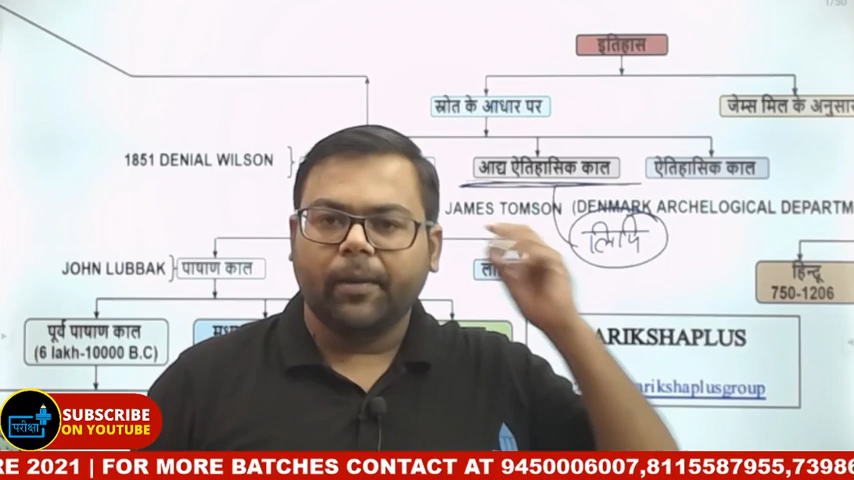 1/50
इतिहास
स्रोत के आधार पर
जेम्स मिल के अनुसार
1851 DENIAL WILSON
आद्य ऐतिहासिक काल
ऐतिहासिक काल
JAMES TOMSON (DENMARK ARCHELOGICAL DEPARTM
लिपि
JOHN LUBBAK
पाषाण काल
हिन्दू
750-1206
पूर्व पाषाण काल
(6 lakh-10000 B.C)
ARIKSHAPLUS
arikshaplusgroup
परीक्षा
SUBSCRIBE
ON YOUTUBE
RE 2021 | FOR MORE BATCHES CONTACT AT 9450006007,8115587955,73986